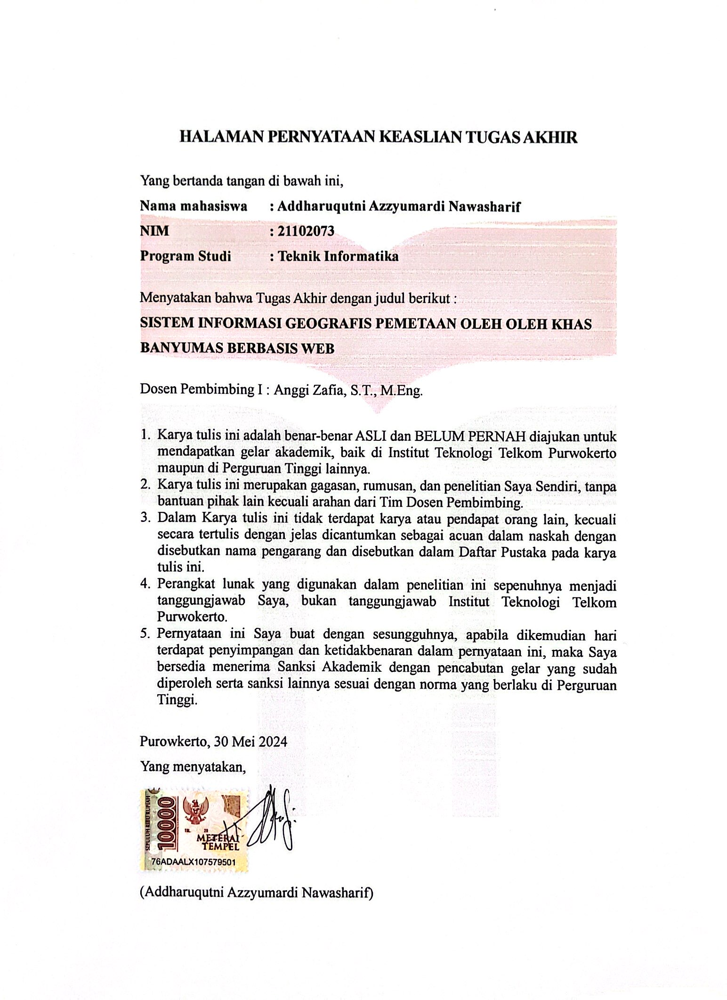 HALAMAN PERNYATAAN KEASLIAN TUGAS AKHIR
Yang bertanda tangan di bawah ini,
Nama mahasiswa : Addharuqutni Azzyumardi Nawasharif
NIM : 21102073
Program Studi : Teknik Informatika
Menyatakan bahwa Tugas Akhir dengan judul berikut :
SISTEM INFORMASI GEOGRAFIS PEMETAAN OLEH OLEH KHAS
BANYUMAS BERBASIS WEB
Dosen Pembimbing I : Anggi Zafia, S.T., M.Eng.
1. Karya tulis ini adalah benar-benar ASLI dan BELUM PERNAH diajukan untuk
mendapatkan gelar akademik, baik di Institut Teknologi Telkom Purwokerto
maupun di Perguruan Tinggi lainnya.
2. Karya tulis ini merupakan gagasan, rumusan, dan penelitian Saya Sendiri, tanpa
bantuan pihak lain kecuali arahan dari Tim Dosen Pembimbing.
3. Dalam Karya tulis ini tidak terdapat karya atau pendapat orang lain, kecuali
secara tertulis dengan jelas dicantumkan sebagai acuan dalam naskah dengan
disebutkan nama pengarang dan disebutkan dalam Daftar Pustaka pada karya
tulis ini.
4. Perangkat lunak yang digunakan dalam penelitian ini sepenuhnya menjadi
tanggungjawab Saya, bukan tanggungjawab Institut Teknologi Telkom
Purwokerto.
5. Pernyataan ini Saya buat dengan sesungguhnya, apabila dikemudian hari
terdapat penyimpangan dan ketidakbenaran dalam pernyataan ini, maka Saya
bersedia menerima Sanksi Akademik dengan pencabutan gelar yang sudah
diperoleh serta sanksi lainnya sesuai dengan norma yang berlaku di Perguruan
Tinggi.
Purowkerto, 30 Mei 2024
Yang menyatakan,
SEPULUH RIBU RUPIAH
10000
METERAI
TEMPEL
76ADAALX107579501
(Addharuqutni Azzyumardi Nawasharif)